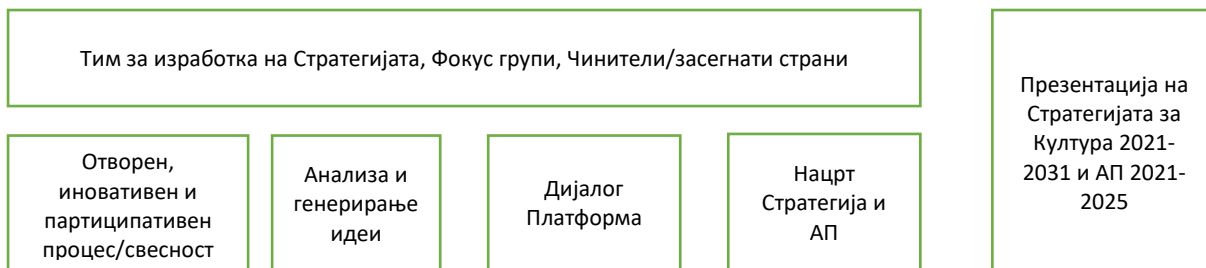 Тим за изработка на Стратегијата, Фокус групи, Чинители/засегнати страни
Отворен,
иновативен и
партиципативен
процес/свесност
Анализа и
генерирање
идеи
Дијалог
Платформа
Нацрт
Стратегија и
АП
Презентација на
Стратегијата за
Култура 2021-
2031 и АП 2021-
2025